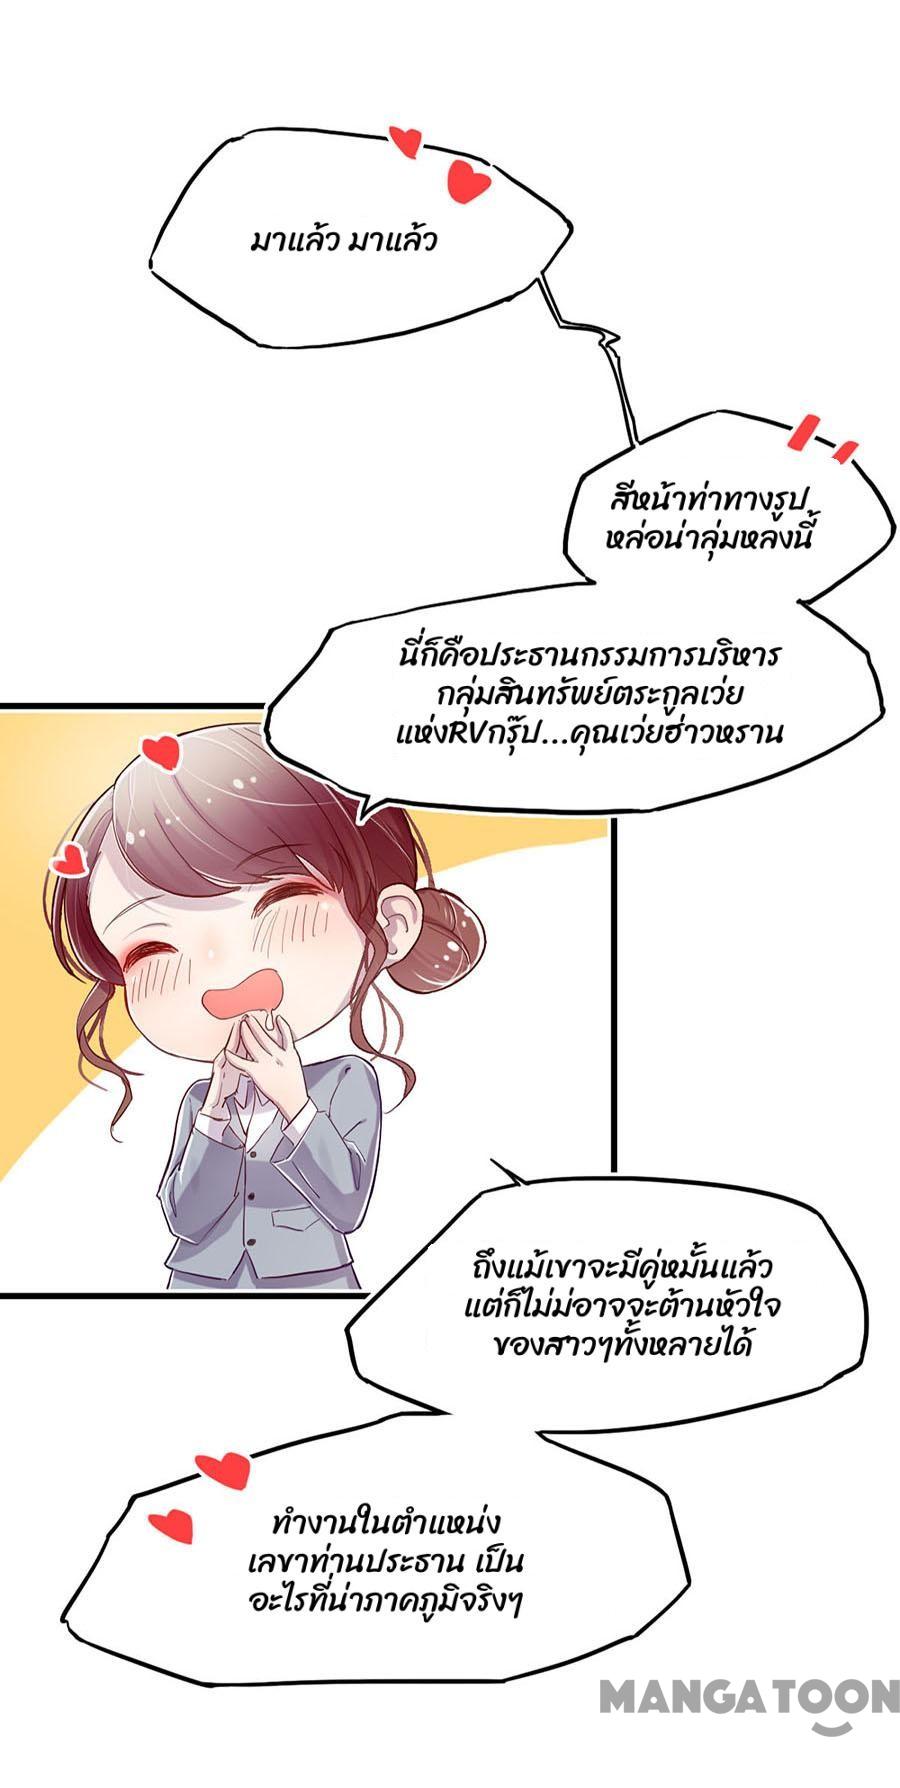 มาแล้ว มาแล้ว
สีหน้าท่าทางรูป
หล่อน่าลุ่มหลงนี้
นี่ก็คือประธานกรรมการบริหาร
กลุ่มสินทรัพย์ตระกูลเว่ย
แห่งRVกรุ๊ป...คุณเว่ยฮ่าวหราน
ถึงแม้เขาจะมีคู่หมั้นแล้ว
แต่ก็ไม่ม่อาจจะต้านหัวใจ
ของสาวๆทั้งหลายได้
ทำงานในตำแหน่ง
เลขาท่านประธาน เป็น
อะไรที่น่าภาคภูมิจริงๆ
MANGATOON